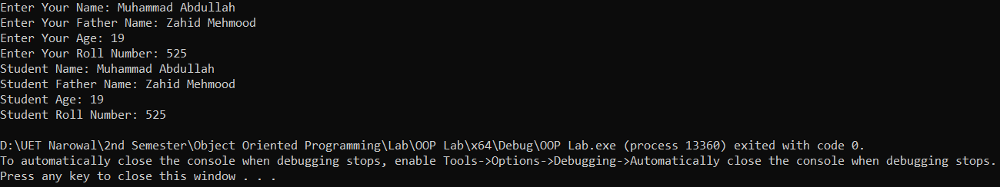 Enter Your Name: Muhammad Abdullah
Enter Your Father Name: Zahid Mehmood
Enter Your Age: 19
Enter Your Roll Number: 525
Student Name: Muhammad Abdullah
Student Father Name: Zahid Mehmood
Student Age: 19
Student Roll Number: 525

D:\UET Narowal\2nd Semester\Object Oriented Programming\Lab\OOP Lab\x64\Debug\OOP Lab.exe (process 13360) exited with code 0.
To automatically close the console when debugging stops, enable Tools->Options->Debugging->Automatically close the console when debugging stops.
Press any key to close this window . . .